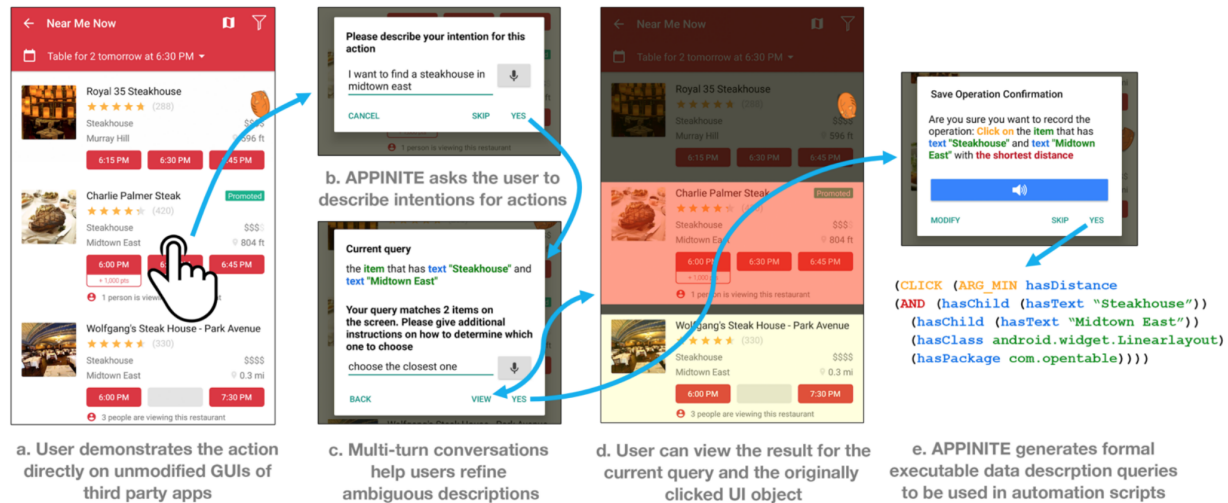 Near Me Now
Table for 2 tomorrow at 6:30 PM
Royal 35 Steakhouse
(288)
Steakhouse
$$$$
Murray Hill
596 ft
6:15 PM
6:30 PM
6:45 PM
Charlie Palmer Steak
Promoted
(420)
Steakhouse
$$$
Midtown East
804 ft
6:00 PM
6:45 PM
+ 1,000 pts
1 person is
Wolfgang's Steak House - Park Avenue
(330)
Steakhouse
$$$$
Midtown East
0.3 mi
6:00 PM
7:30 PM
3 people are viewing this restaurant
a. User demonstrates the action
directly on unmodified GUIs of
third party apps
Please describe your intention for this
action
I want to find a steakhouse in
midtown east
CANCEL
SKIP
YES
1 person is viewing this restaurant
b. APPINITE asks the user to
describe intentions for actions
Current query
the item that has text "Steakhouse" and
text "Midtown East"
Your query matches 2 items on
the screen. Please give additional
instructions on how to determine which
one to choose
choose the closest one
BACK
VIEW
YES
c. Multi-turn conversations
help users refine
ambiguous descriptions
Near Me Now
Table for 2 tomorrow at 6:30 PM
Royal 35 Steakhouse
(288)
Steakhouse
$$$$
Murray Hill
596 ft
6:15 PM
6:30 PM
6:45 PM
Charlie Palmer Steak
Promoted
Steakhouse
$$$
Midtown East
804 ft
6:00 PM
6:30 PM
6:45 PM
+ 1,000 pts
1 person is viewing this restaurant
Wolfgang's Steak House - Park Avenue
(330)
Steakhouse
$$$$
Midtown East
0.3 mi
6:00 PM
7:30 PM
3 people are viewing this restaurant
d. User can view the result for the
current query and the originally
clicked UI object
Save Operation Confirmation
Are you sure you want to record the
operation: Click on the item that has
text "Steakhouse" and text "Midtown
East" with the shortest distance
MODIFY
SKIP
YES
(CLICK (ARG_MIN hasDistance
(AND (hasChild (hasText “Steakhouse”))
(hasChild (hasText “Midtown East”))
(hasClass android.widget.Linearlayout)
(hasPackage com.opentable))))
e. APPINITE generates formal
executable data descrption queries
to be used in automation scripts